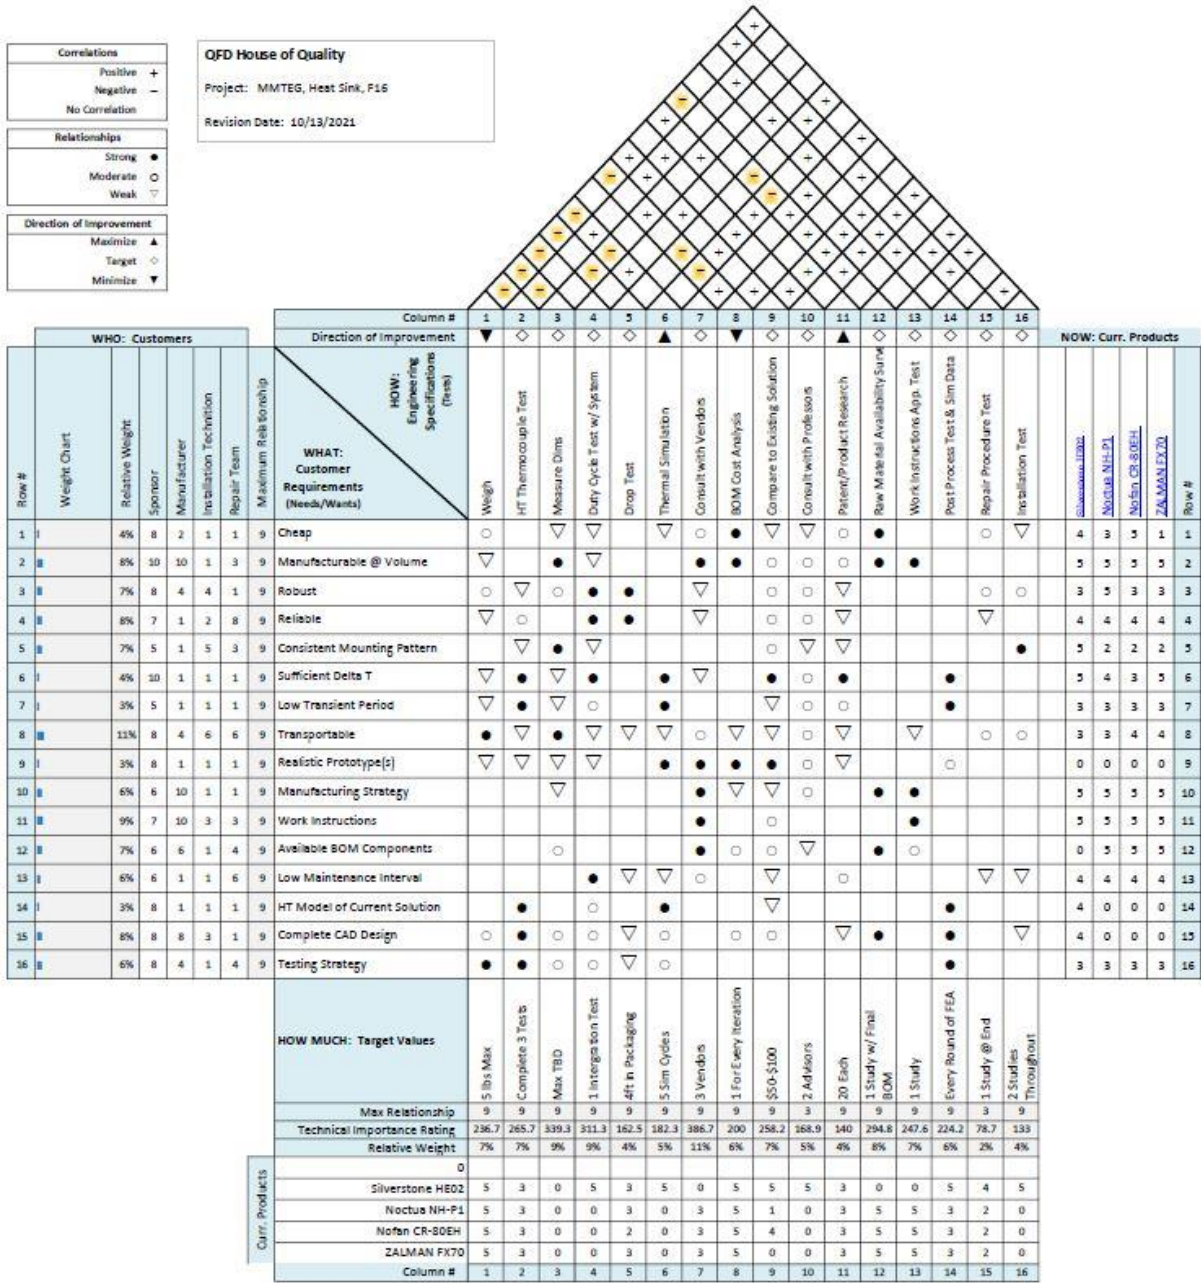 Correlations
Positive +
Negative −
No Correlation
Relationships
Strong ●
Moderate ○
Weak ▽
Direction of Improvement
Maximize ▲
Target ◇
Minimize ▼
QFD House of Quality
Project: MMTEG, Heat Sink, F16
Revision Date: 10/13/2021
Column # 1 2 3 4 5 6 7 8 9 10 11 12 13 14 15 16
WHO: Customers
Direction of Improvement ▼ ◇ ◇ ◇ ◇ ▲ ◇ ▼ ◇ ◇ ▲ ◇ ◇ ◇ ◇ ◇
NOW: Curr. Products
Row #
Weight Chart
Relative Weight
Sponsor
Manufacturer
Installation Technition
Repair Team
Maximum Relationship
HOW:
Engineering
Specifications
(Tests)
WHAT:
Customer
Requirements
(Needs/Wants)
Weigh
HT Thermocouple Test
Measure Dims
Duty Cycle Test w/ System
Drop Test
Thermal Simulation
Consult with Vendors
BOM Cost Analysis
Compare to Existing Solution
Consult with Professors
Patent/Product Research
Raw Material Availability Surve
Work Instructions App. Test
Post Process Test & Sim Data
Repair Procedure Test
Installation Test
Silverstone HE02
Noctua NH-P1
Nofan CR-80EH
ZALMAN FX70
Row #
1 4% 8 2 1 1 9 Cheap ○ ▽ ▽ ▽ ○ ● ▽ ▽ ○ ● ○ ▽ 4 3 5 1 1
2 8% 10 10 1 3 9 Manufacturable @ Volume ▽ ● ▽ ● ● ○ ○ ○ ● ● 5 5 5 5 2
3 7% 8 4 4 1 9 Robust ○ ▽ ○ ● ● ▽ ○ ○ ▽ ○ ○ 3 5 3 3 3
4 8% 7 1 2 8 9 Reliable ▽ ○ ● ● ▽ ○ ○ ▽ ▽ 4 4 4 4 4
5 7% 5 1 5 3 9 Consistent Mounting Pattern ▽ ● ▽ ○ ▽ ▽ ● 5 2 2 2 5
6 4% 10 1 1 1 9 Sufficient Delta T ▽ ● ▽ ● ● ▽ ● ○ ● ● 5 4 3 5 6
7 3% 5 1 1 1 9 Low Transient Period ▽ ● ▽ ○ ● ▽ ○ ○ ● 3 3 3 3 7
8 11% 8 4 6 6 9 Transportable ● ▽ ● ▽ ▽ ▽ ○ ▽ ▽ ○ ▽ ▽ ○ ○ 3 3 4 4 8
9 3% 8 1 1 1 9 Realistic Prototype(s) ▽ ▽ ▽ ▽ ● ● ● ● ○ ▽ ○ 0 0 0 0 9
10 6% 6 10 1 1 9 Manufacturing Strategy ▽ ● ▽ ▽ ○ ● ● 5 5 5 5 10
11 9% 7 10 3 3 9 Work Instructions ● ○ ● 5 5 5 5 11
12 7% 6 6 1 4 9 Available BOM Components ○ ● ○ ○ ▽ ● ○ 0 5 5 5 12
13 6% 6 1 1 6 9 Low Maintenance Interval ● ▽ ▽ ○ ▽ ○ ▽ ▽ 4 4 4 4 13
14 3% 8 1 1 1 9 HT Model of Current Solution ● ○ ● ▽ ● 4 0 0 0 14
15 8% 8 8 3 1 9 Complete CAD Design ○ ● ○ ○ ▽ ○ ○ ○ ▽ ● ● ▽ 4 0 0 0 15
16 6% 8 4 1 4 9 Testing Strategy ● ● ○ ○ ▽ ○ ● 3 3 3 3 16
HOW MUCH: Target Values
5 lbs Max
Complete 3 Tests
Max TBD
1 Intergration Test
4ft in Packaging
5 Sim Cycles
3 Vendors
1 For Every Iteration
$50-$100
2 Advisors
20 Each
1 Study w/ Final
BOM
1 Study
Every Round of FEA
1 Study @ End
2 Studies
Throughout
Max Relationship 9 9 9 9 9 9 9 9 9 3 9 9 9 9 3 9
Technical Importance Rating 236.7 265.7 339.3 311.3 162.5 182.3 386.7 200 258.2 168.9 140 294.8 247.6 224.2 78.7 133
Relative Weight 7% 7% 9% 9% 4% 5% 11% 6% 7% 5% 4% 8% 7% 6% 2% 4%
Curr. Products
0
Silverstone HE02 5 3 0 5 3 5 0 5 5 5 3 0 0 5 4 5
Noctua NH-P1 5 3 0 0 3 0 3 5 1 0 3 5 5 3 2 0
Nofan CR-80EH 5 3 0 0 2 0 3 5 4 0 3 5 5 3 2 0
ZALMAN FX70 5 3 0 0 3 0 3 5 0 0 3 5 5 3 2 0
Column # 1 2 3 4 5 6 7 8 9 10 11 12 13 14 15 16